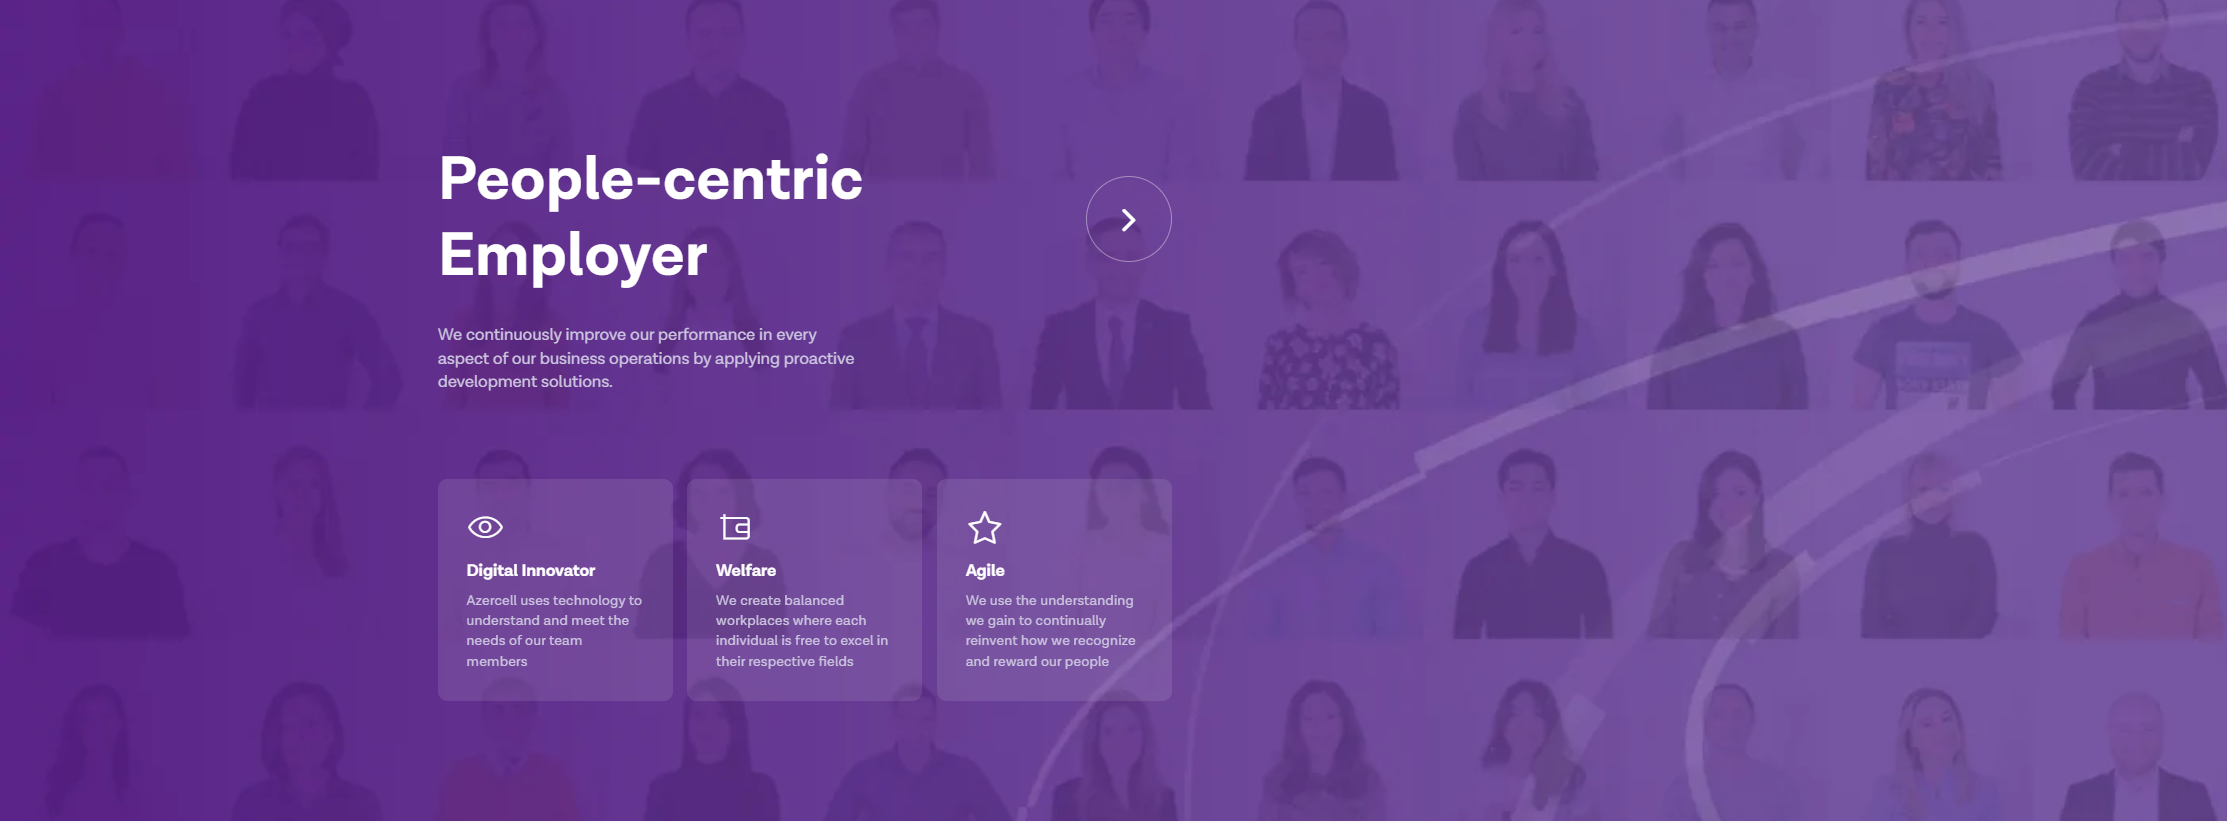 People-centric
Employer
We continuously improve our performance in every
aspect of our business operations by applying proactive
development solutions.
Digital Innovator
Azercell uses technology to
understand and meet the
needs of our team
members
Welfare
We create balanced
workplaces where each
individual is free to excel in
their respective fields
Agile
We use the understanding
we gain to continually
reinvent how we recognize
and reward our people